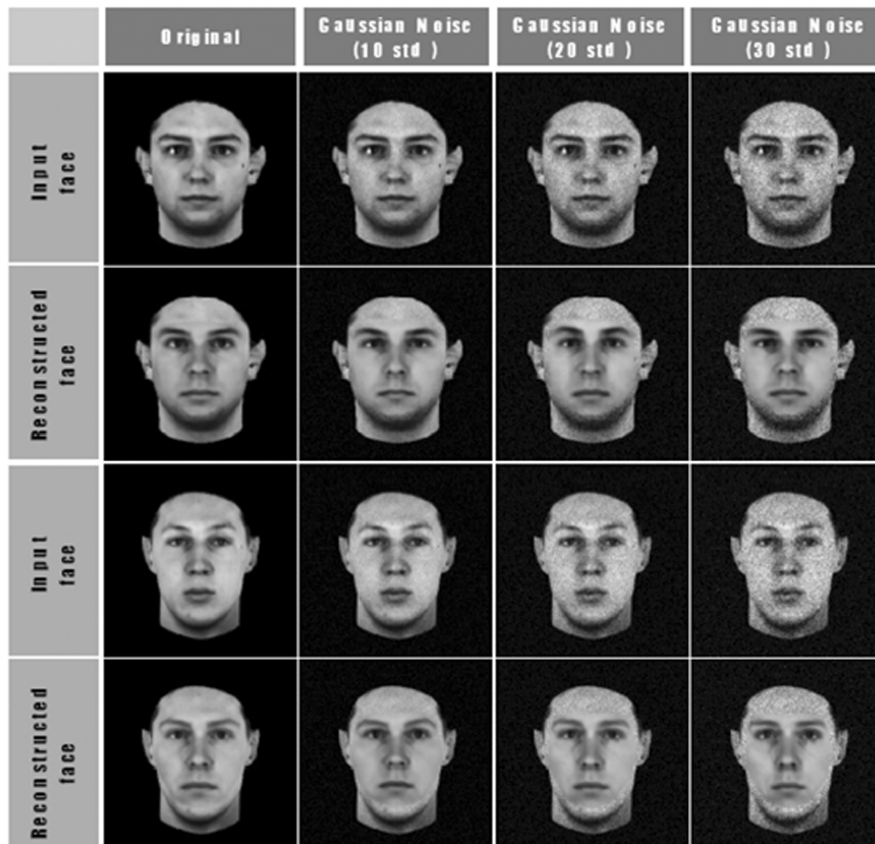 Original
Gaussian Noise
(10 std )
Gaussian Noise
(20 std )
Gaussian Noise
(30 std )
Input
face
Reconstructed
face
Input
face
Reconstructed
face